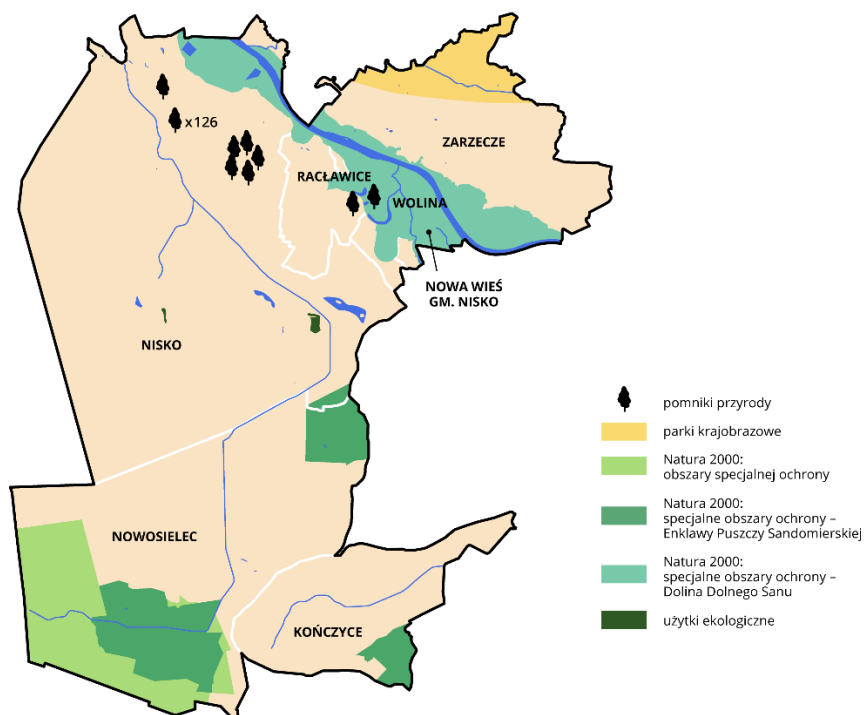 x126
ZARZECZE
RACŁAWICE
WOLINA
NOWA WIEŚ
GM. NISKO
NISKO
NOWOSIELEC
KOŃCZYCE
pomniki przyrody
parki krajobrazowe
Natura 2000:
obszary specjalnej ochrony
Natura 2000:
specjalne obszary ochrony –
Enklawy Puszczy Sandomierskiej
Natura 2000:
specjalne obszary ochrony –
Dolina Dolnego Sanu
użytki ekologiczne